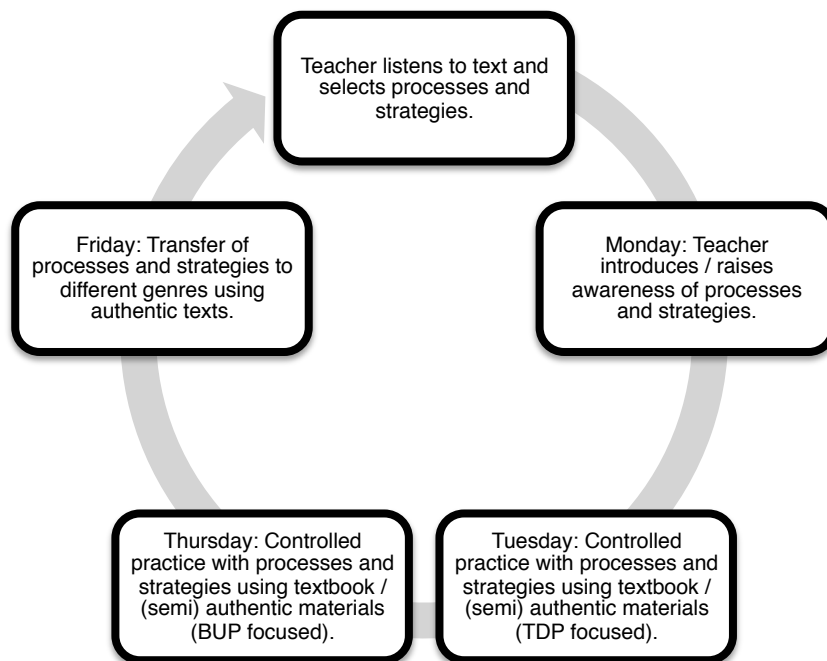 Teacher listens to text and
selects processes and
strategies.
Monday: Teacher
introduces / raises
awareness of processes
and strategies.
Tuesday: Controlled
practice with processes and
strategies using textbook /
(semi) authentic materials
(TDP focused).
Thursday: Controlled
practice with processes and
strategies using textbook /
(semi) authentic materials
(BUP focused).
Friday: Transfer of
processes and strategies to
different genres using
authentic texts.